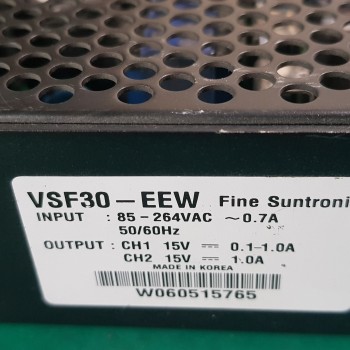 VSF30-EEW Fine Suntroni
INPUT : 85-264VAC ~0.7A
50/60Hz
OUTPUT : CH1 15V ⎓ 0.1-1.0A
CH2 15V ⎓ 1.0A
MADE IN KOREA
W060515765